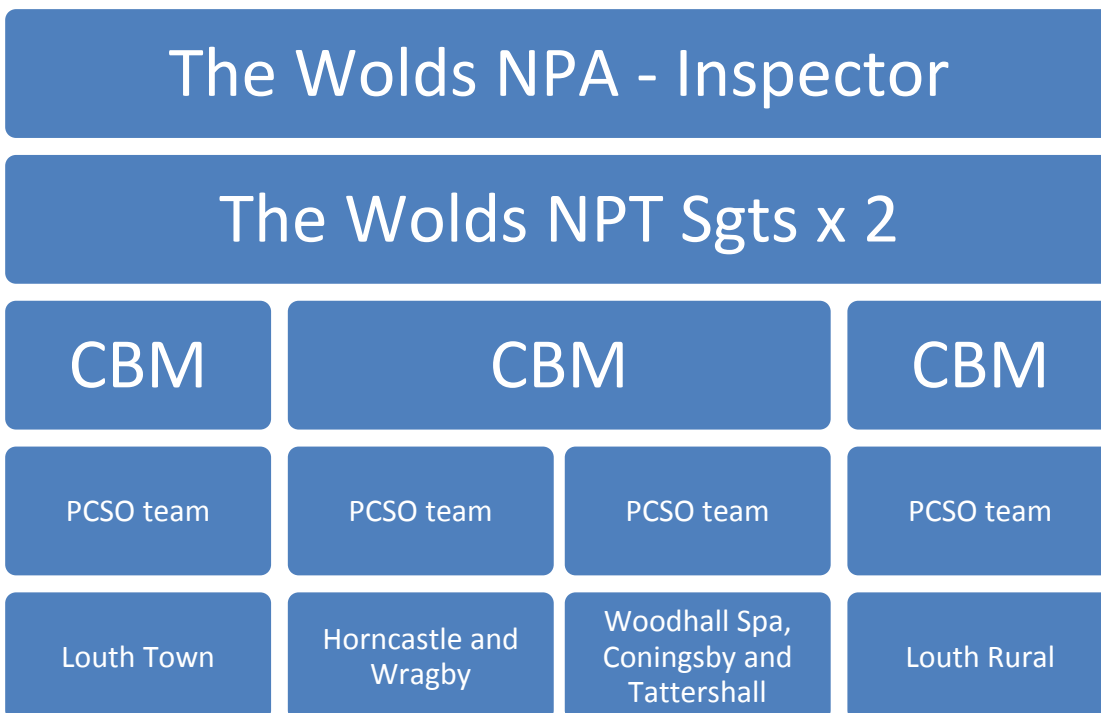 The Wolds NPA - Inspector
The Wolds NPT Sgts x 2
CBM
CBM
CBM
PCSO team
PCSO team
PCSO team
PCSO team
Louth Town
Horncastle and
Wragby
Woodhall Spa,
Coningsby and
Tattershall
Louth Rural